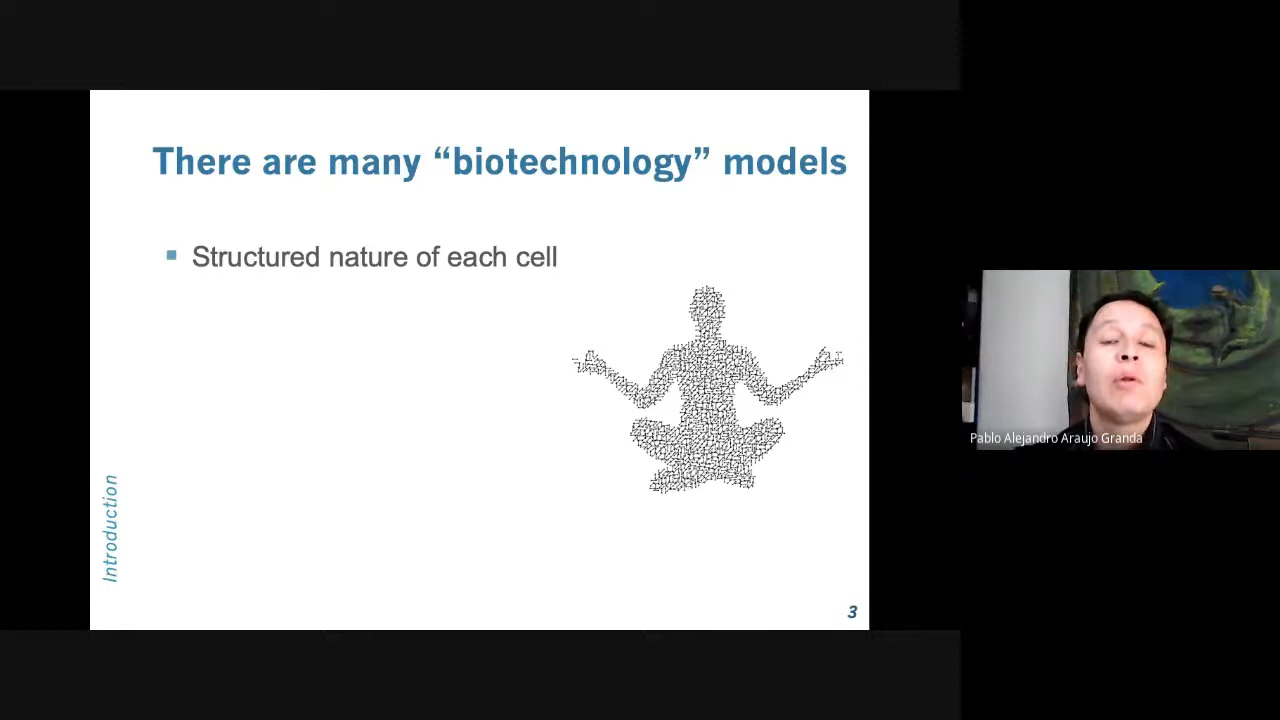 There are many “biotechnology” models
Structured nature of each cell
Introduction
3
Pablo Alejandro Araujo Granda